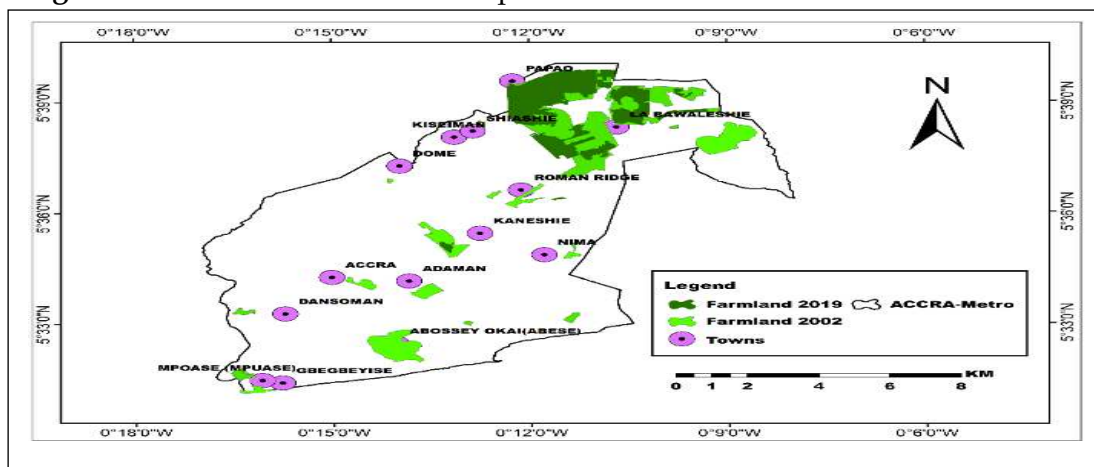 0°18'0"W 0°15'0"W 0°12'0"W 0°9'0"W 0°6'0"W
PAPAO
5°39'0"N 5°39'0"N
N
SHIASHIE LA BAWALESHIE
KISEIMAN
DOME
ROMAN RIDGE
5°36'0"N 5°36'0"N
KANESHIE
NIMA
ACCRA ADAMAN
Legend
Farmland 2019 ACCRA-Metro
DANSOMAN
Farmland 2002
5°33'0"N 5°33'0"N
ABOSSEY OKAI(ABESE)
Towns
MPOASE (MPUASE) GBEGBEYISE
KM
0 1 2 4 6 8
0°18'0"W 0°15'0"W 0°12'0"W 0°9'0"W 0°6'0"W